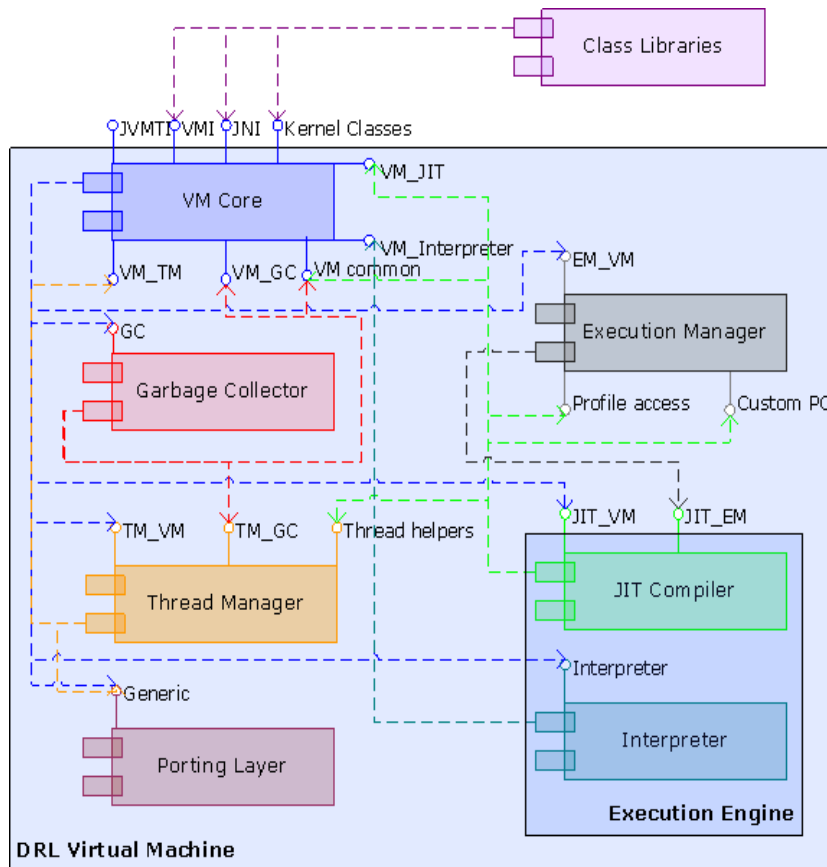 Class Libraries
JVMTI
VMI
JNI
Kernel Classes
VM_JIT
VM Core
VM_Interpreter
VM_TM
VM_GC
VM common
EM_VM
GC
Execution Manager
Garbage Collector
Profile access
Custom PC
TM_VM
TM_GC
Thread helpers
JIT_VM
JIT_EM
Thread Manager
JIT Compiler
Interpreter
Generic
Interpreter
Porting Layer
Execution Engine
DRL Virtual Machine